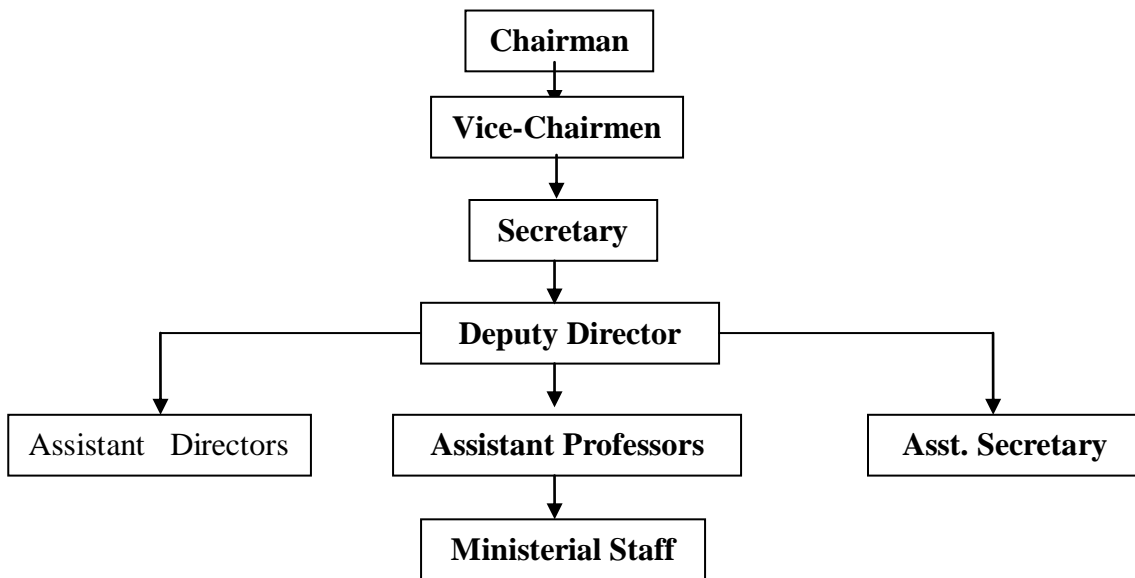 Chairman
Vice-Chairmen
Secretary
Deputy Director
Assistant Directors
Assistant Professors
Asst. Secretary
Ministerial Staff